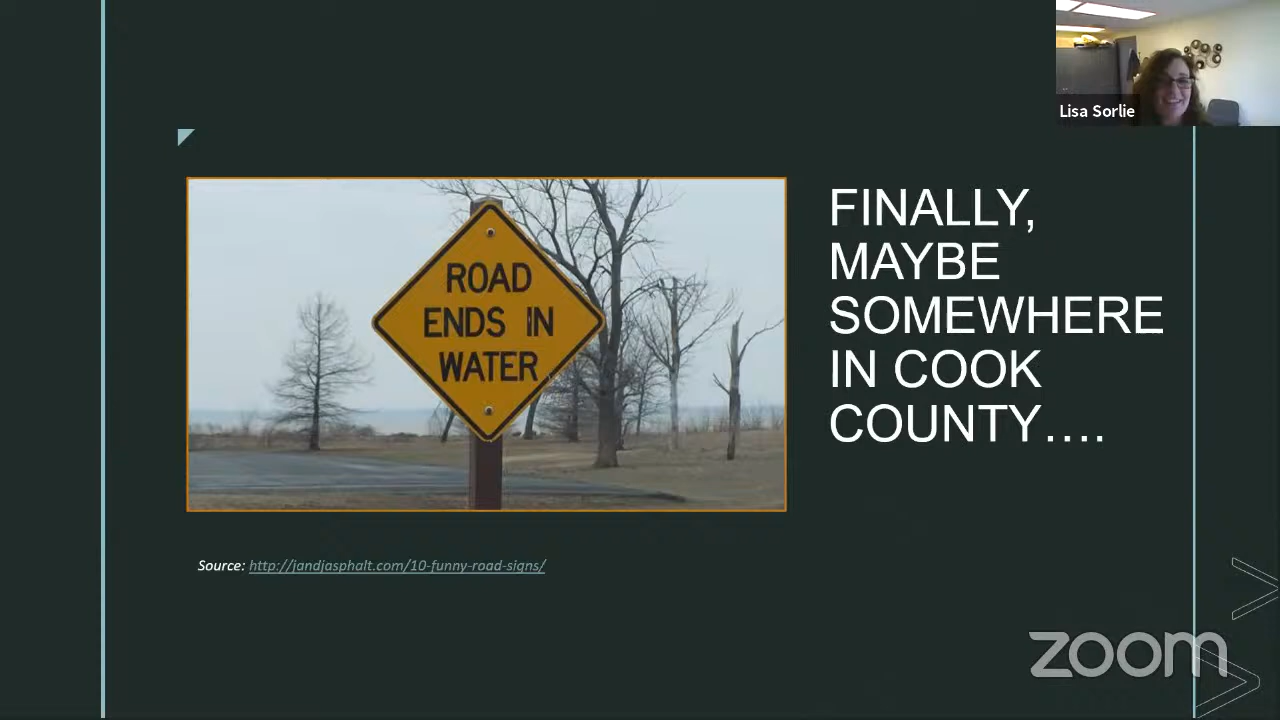 Lisa Sorlie
ROAD
ENDS IN
WATER
FINALLY,
MAYBE
SOMEWHERE
IN COOK
COUNTY....
Source: http://jandjasphalt.com/10-funny-road-signs/
zoom